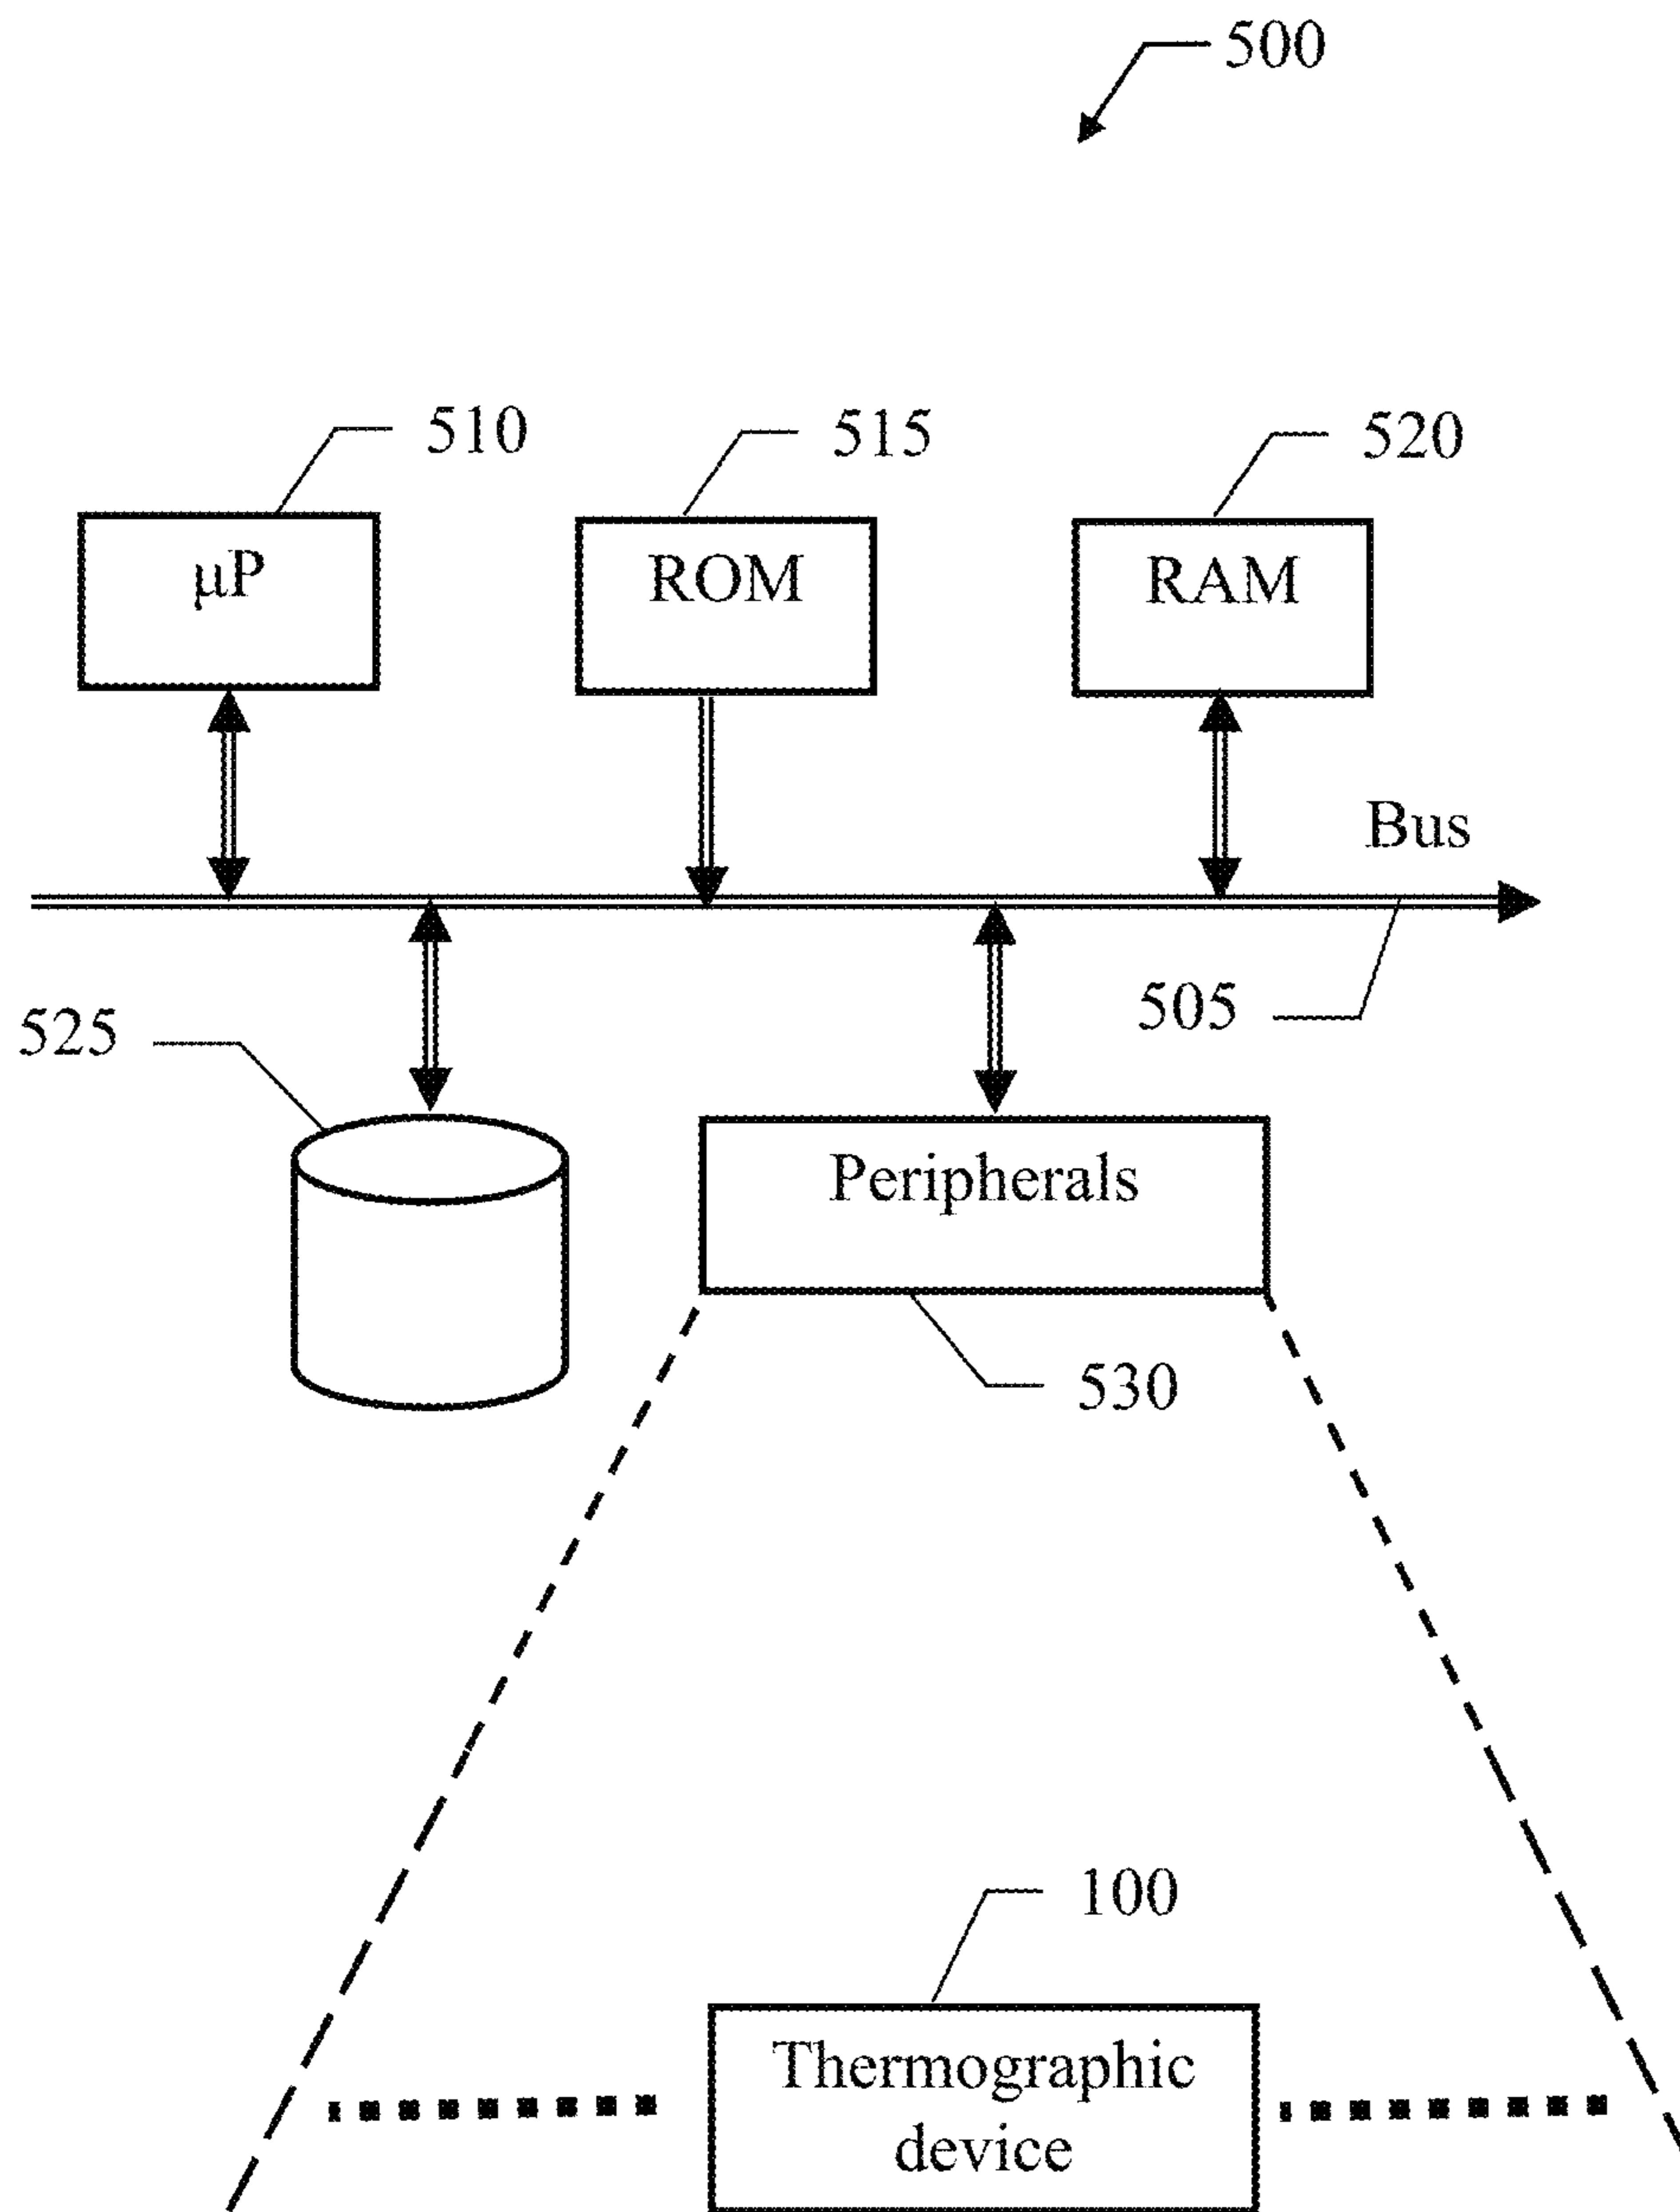 500
510
515
520
µP
ROM
RAM
Bus
505
525
Peripherals
530
100
Thermographic
device